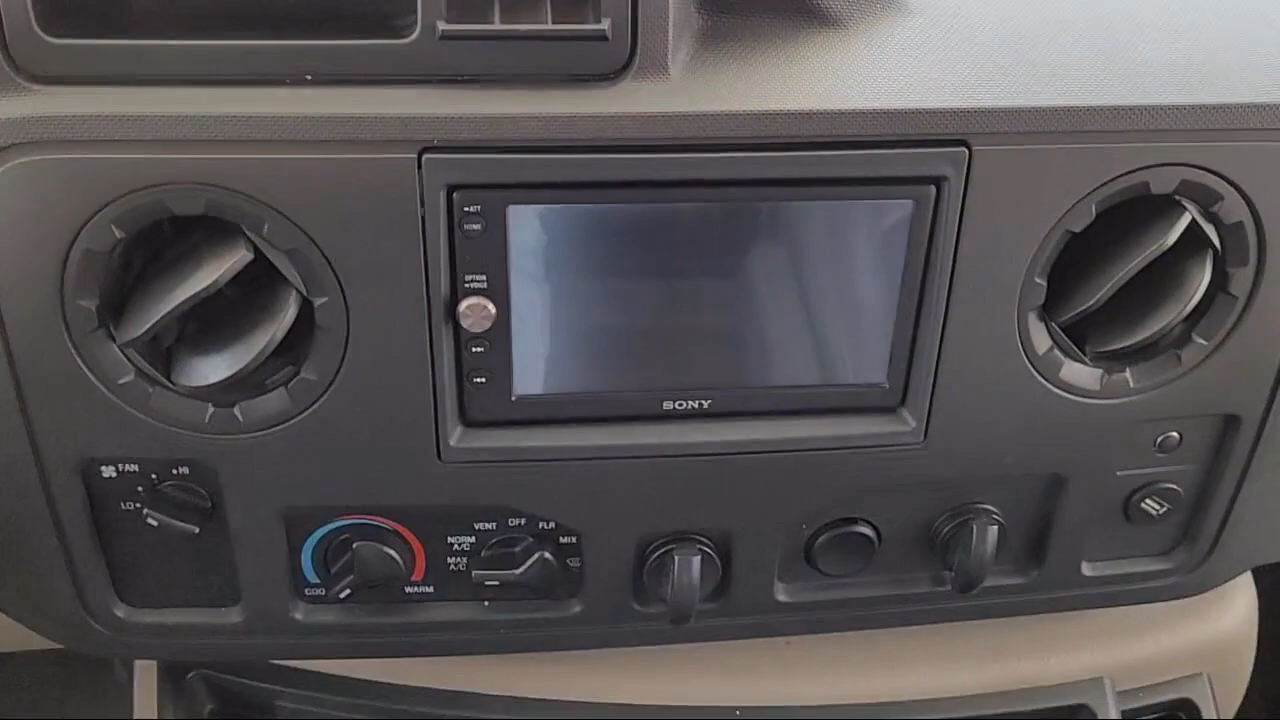 ATT
HOME
OPTION
VOICE
SONY
FAN
HI
LO
COO
WARM
OFF
VENT
FLR
NORM
A/C
MIX
MAX
A/C